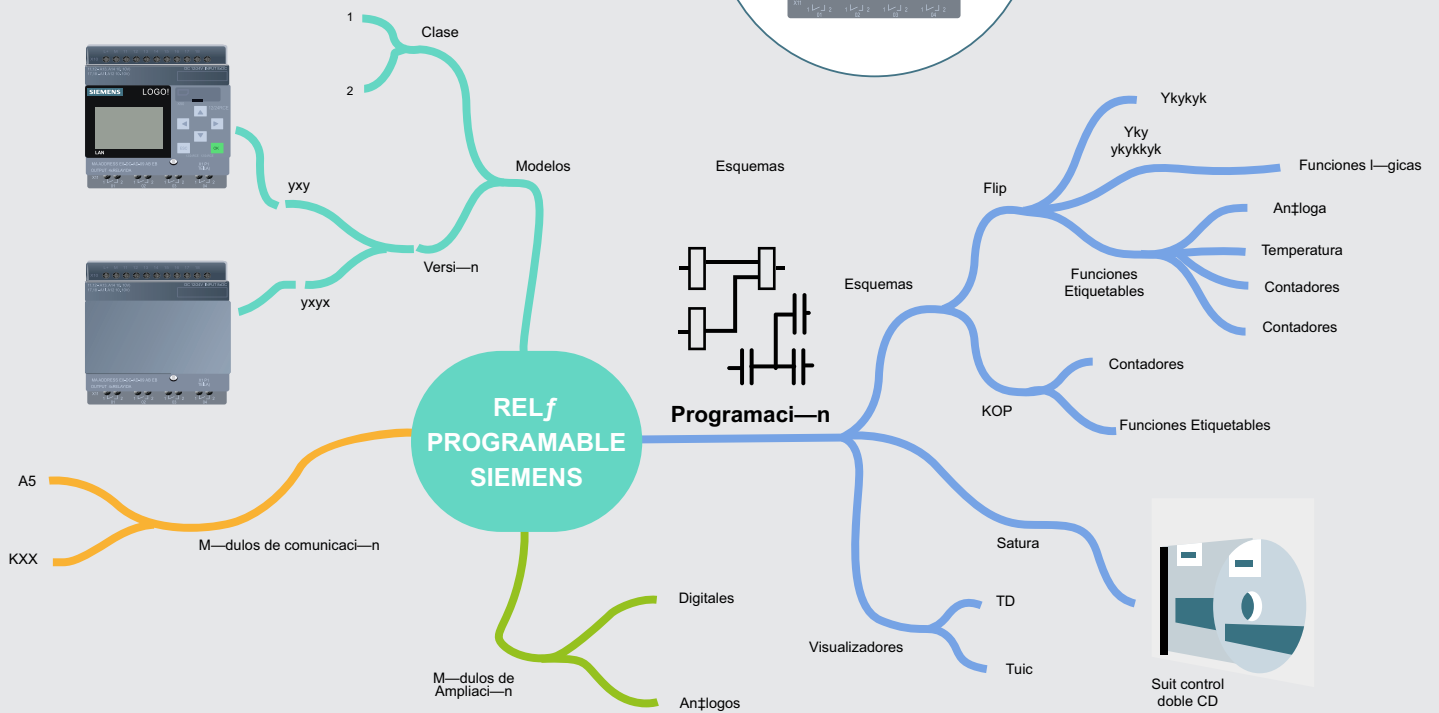 1
Clase
2
SIEMENS
LOGO!
LAN
yxy
Modelos
Versi—n
yxyx
Esquemas
Ykykyk
Yky
ykykkyk
Funciones l—gicas
Flip
An‡loga
Temperatura
Contadores
Contadores
Funciones
Etiquetables
Esquemas
Contadores
KOP
Funciones Etiquetables
RELƒ
PROGRAMABLE
SIEMENS
Programaci—n
A5
KXX
M—dulos de comunicaci—n
Satura
Digitales
TD
Visualizadores
Tuic
M—dulos de
Ampliaci—n
An‡logos
Suit control
doble CD